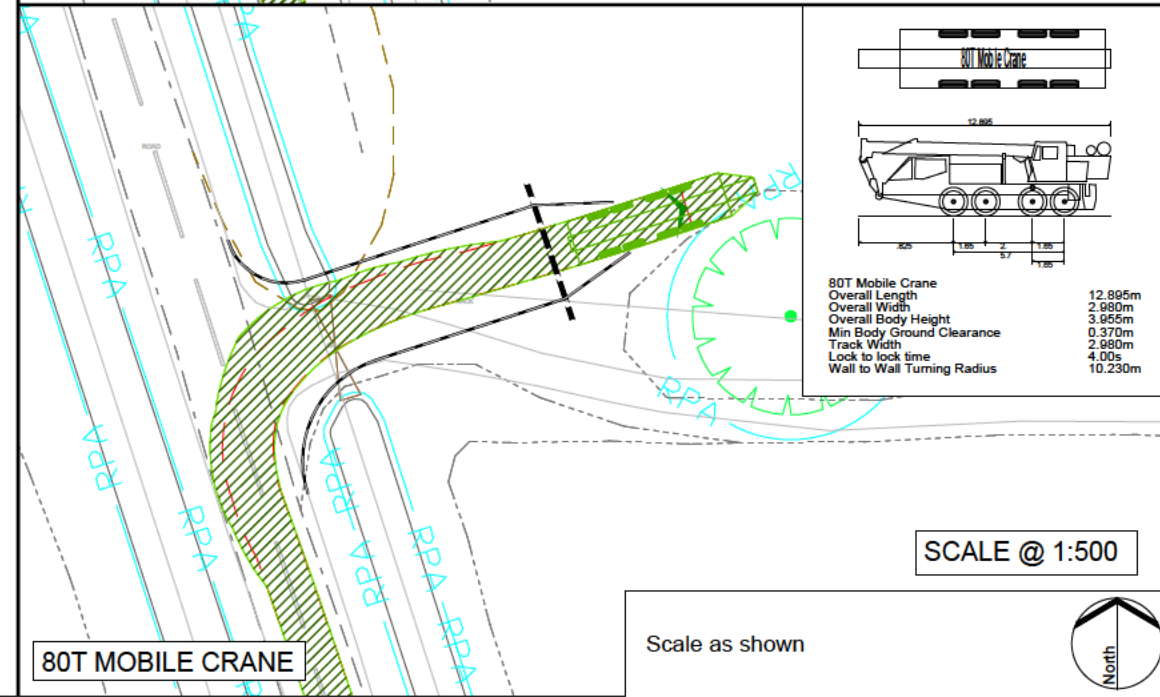 80T Mobile Crane
12.895
.825
1.65
2.
1.65
5.7
1.65
80T Mobile Crane
Overall Length 12.895m
Overall Width 2.980m
Overall Body Height 3.955m
Min Body Ground Clearance 0.370m
Track Width 2.980m
Lock to lock time 4.00s
Wall to Wall Turning Radius 10.230m
ROAD
RPA
RPA
RPA
RPA
RPA
RPA
RPA
RPA
RPA
RPA
SCALE @ 1:500
80T MOBILE CRANE
Scale as shown
North